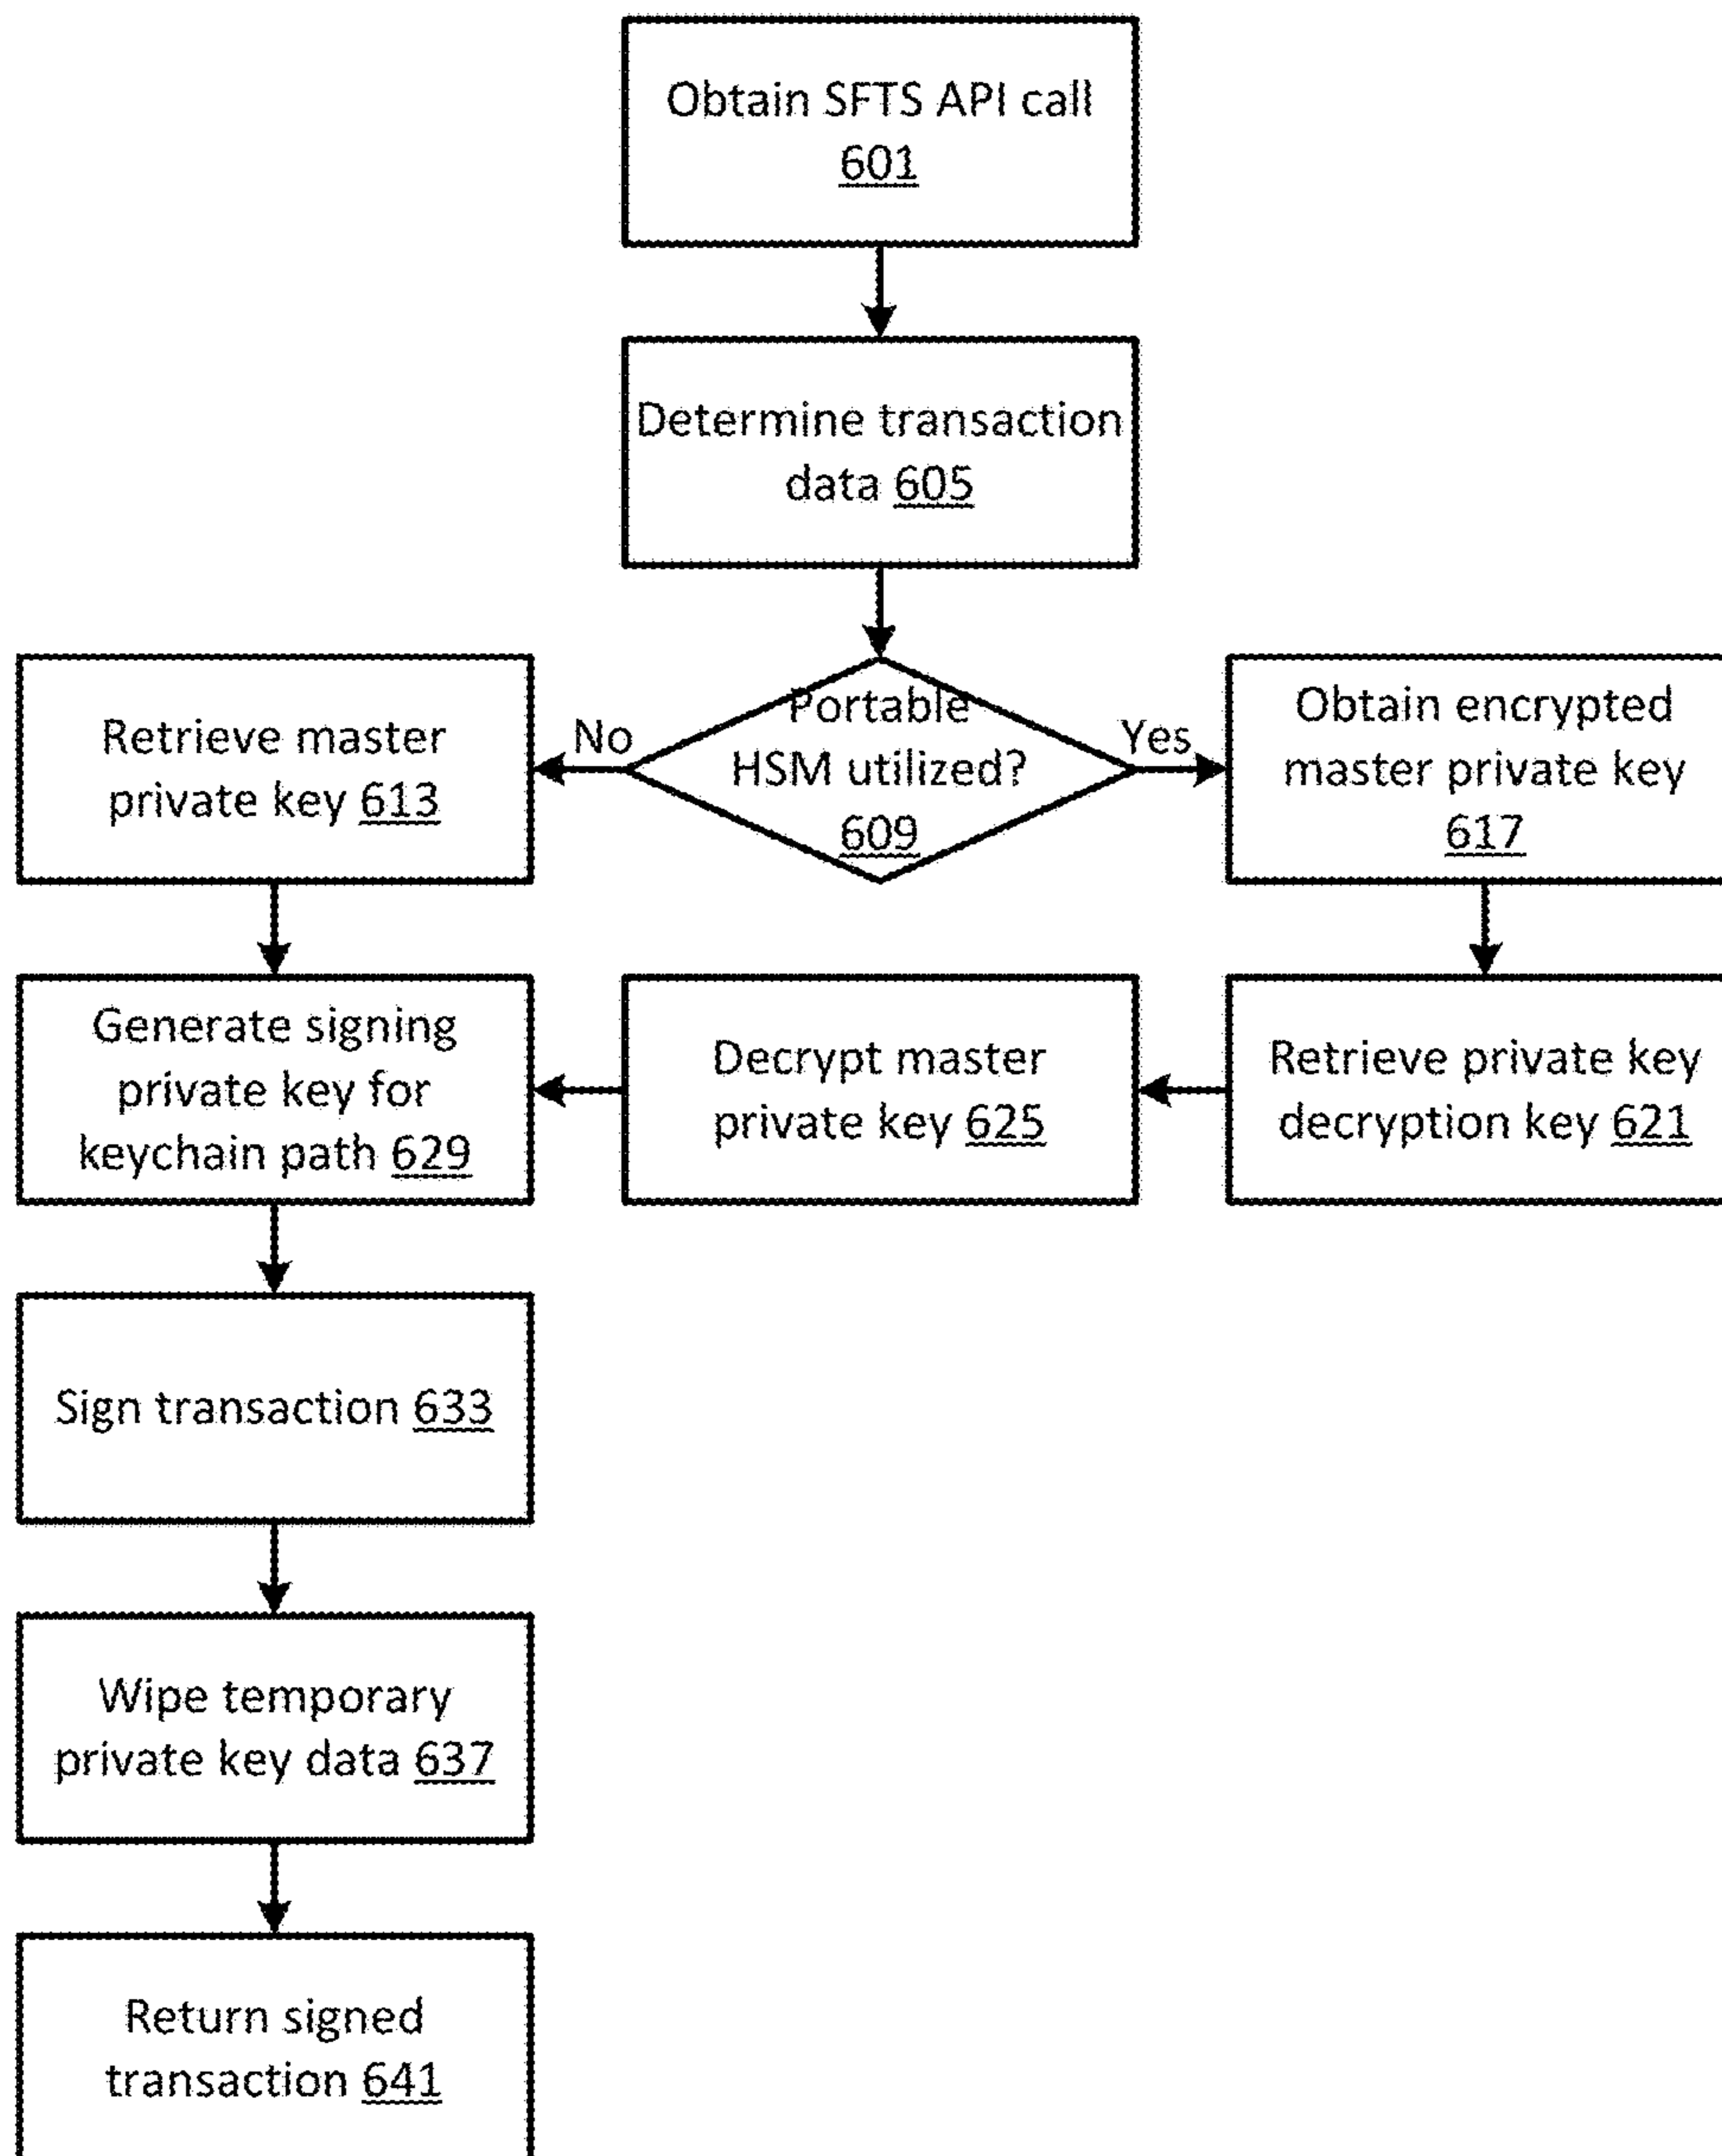 Obtain SFTS API call
601
Determine transaction
data 605
Portable
HSM utilized?
609
No
Yes
Retrieve master
private key 613
Obtain encrypted
master private key
617
Generate signing
private key for
keychain path 629
Decrypt master
private key 625
Retrieve private key
decryption key 621
Sign transaction 633
Wipe temporary
private key data 637
Return signed
transaction 641